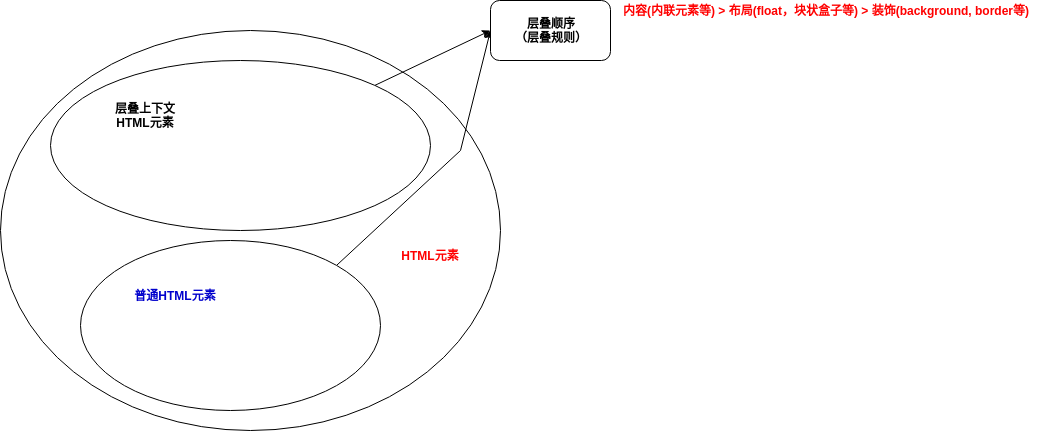 层叠顺序
（层叠规则）
内容(内联元素等) > 布局(float，块状盒子等) > 装饰(background, border等)
层叠上下文
HTML元素
HTML元素
普通HTML元素